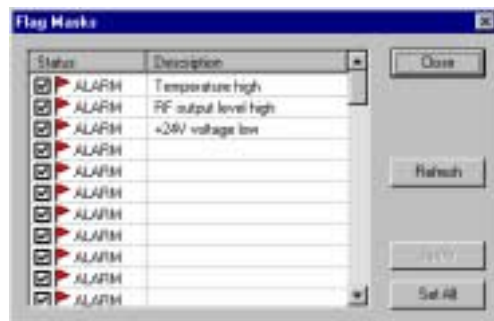 Flag Masks
Status Description
ALARM Temperature high
ALARM RF output level high
ALARM +24V voltage low
ALARM
ALARM
ALARM
ALARM
ALARM
ALARM
ALARM
ALARM
Close
Refresh
Apply
Set All